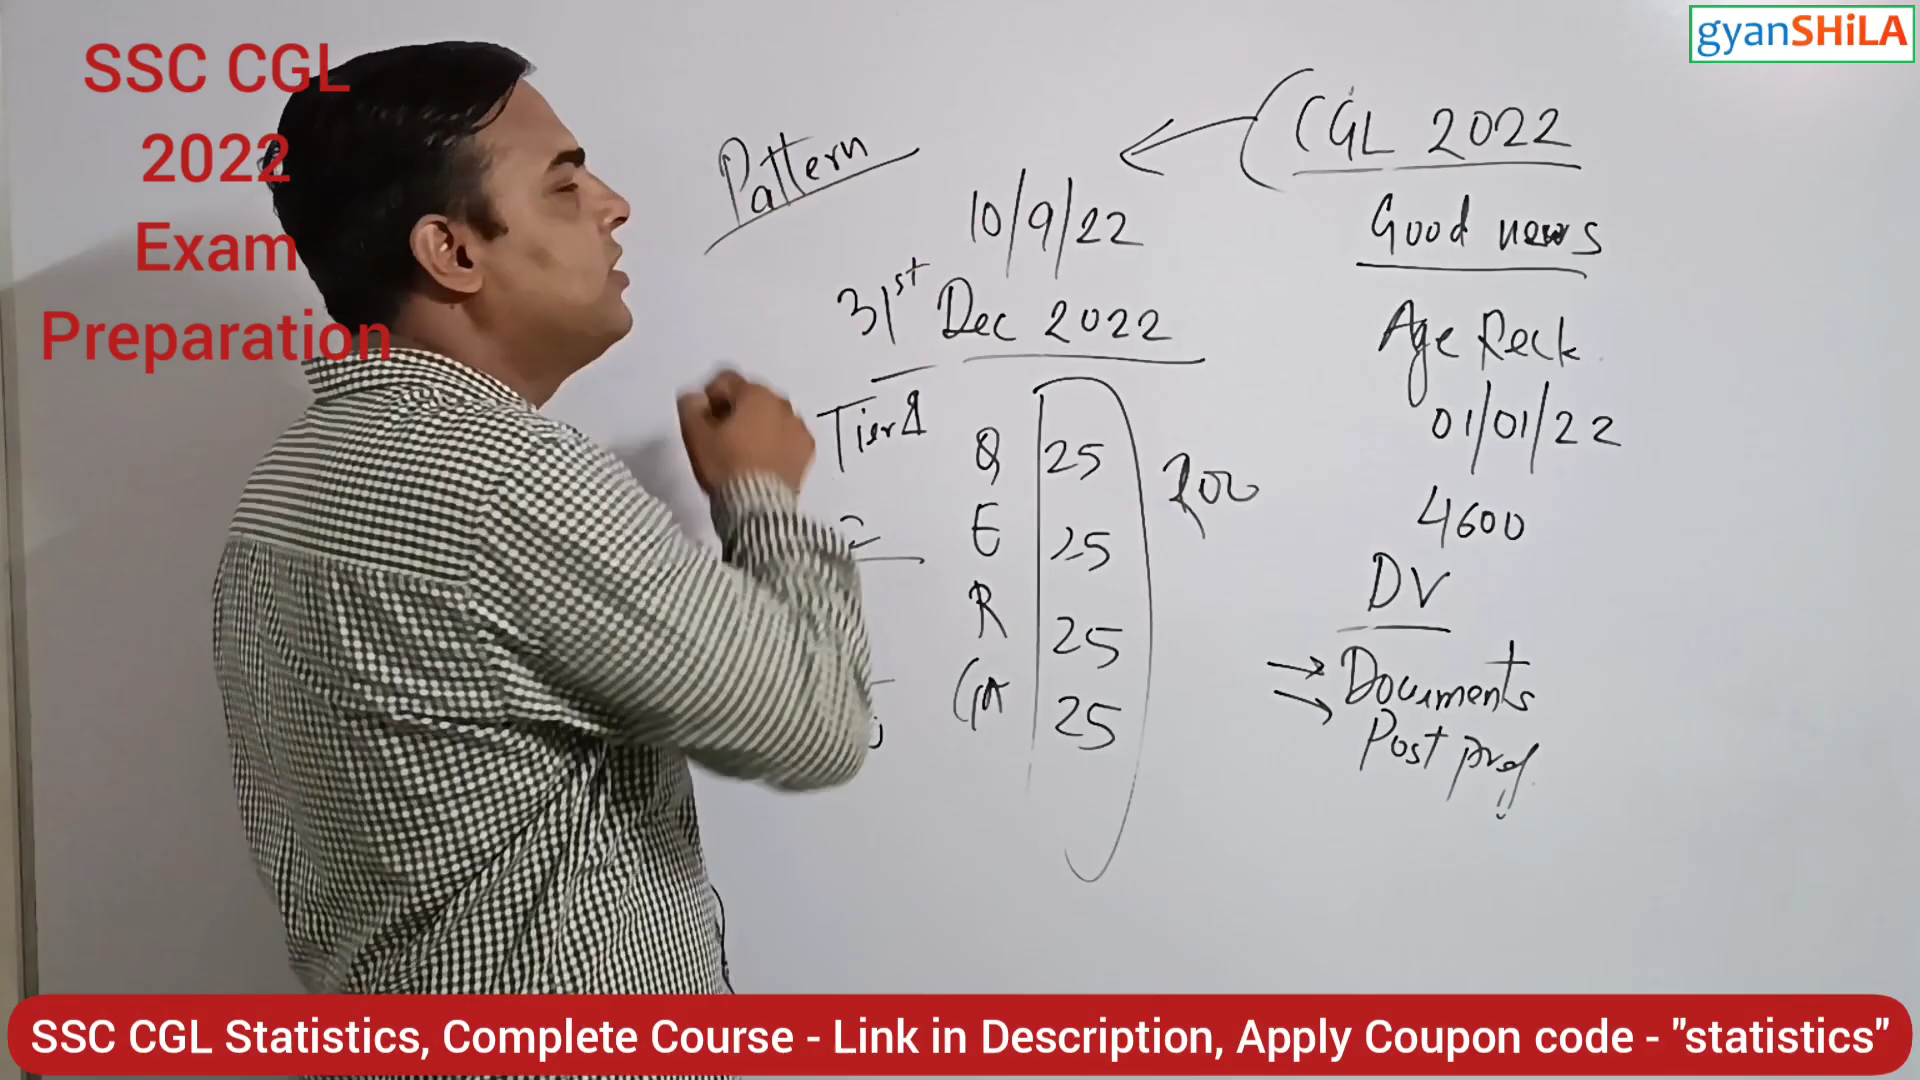 SSC CGL
2022
Exam
Preparation
gyanSHiLA
Pattern
CGL 2022
10/9/22
31st Dec 2022
Tier 1
Q 25
E 25
R 25
GA 25
200
2
Good news
Age Reck.
01/01/22
4600
DV
→ Documents
→ Post pref.
SSC CGL Statistics, Complete Course - Link in Description, Apply Coupon code - "statistics"